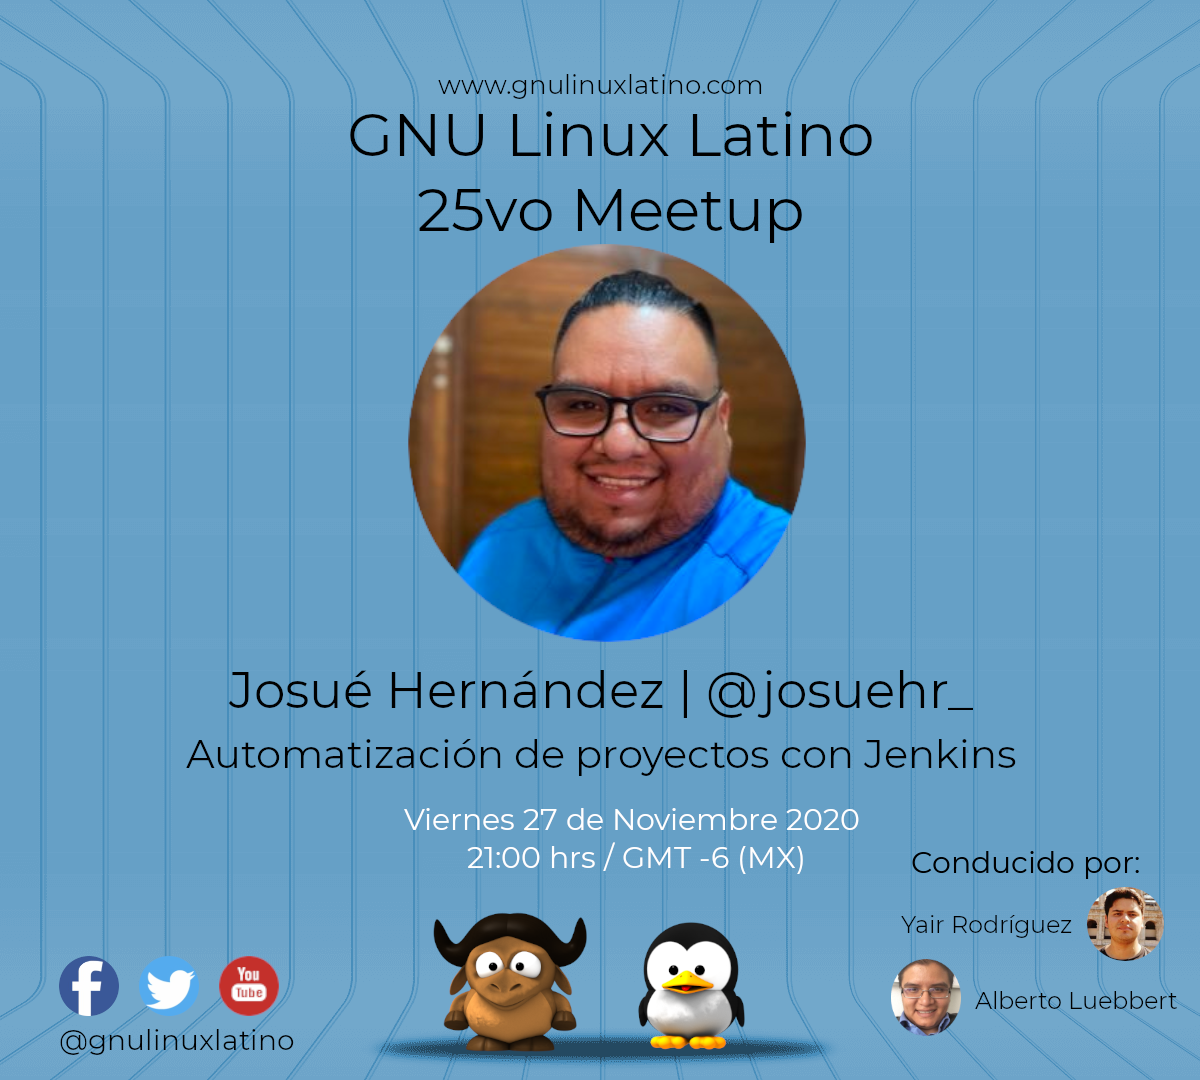 www.gnulinuxlatino.com
GNU Linux Latino
25vo Meetup
Josué Hernández | @josuehr_
Automatización de proyectos con Jenkins
Viernes 27 de Noviembre 2020
21:00 hrs / GMT -6 (MX)
Conducido por:
Yair Rodríguez
Alberto Luebbert
You
Tube
@gnulinuxlatino